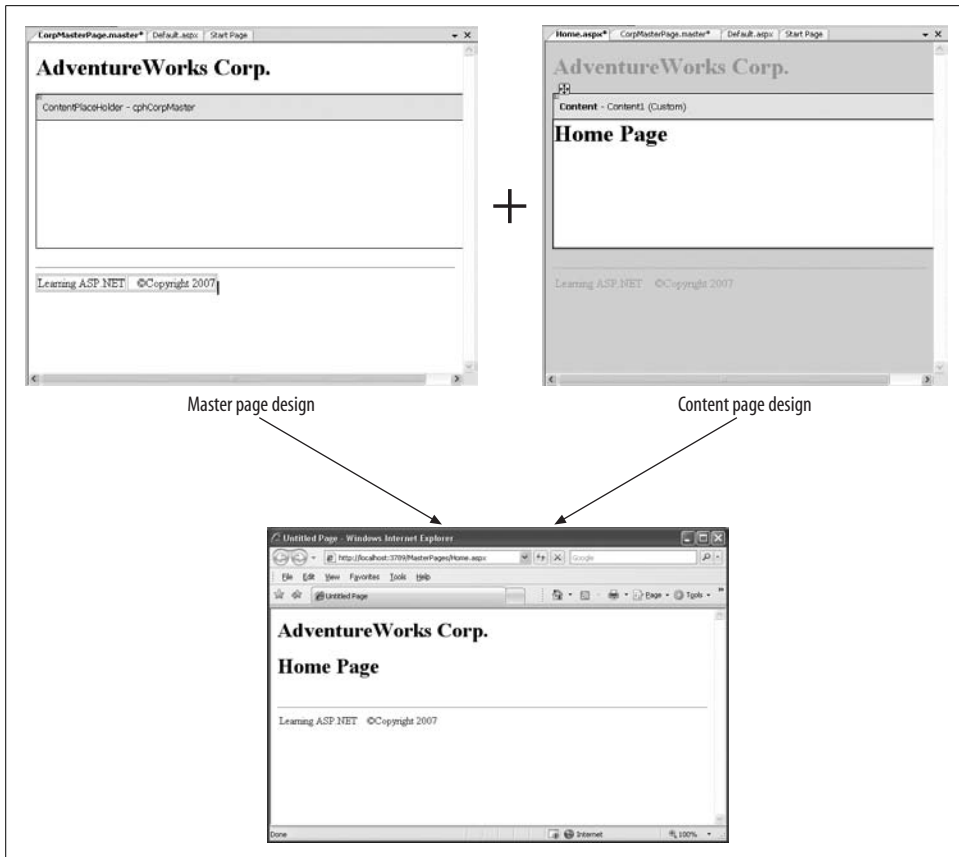 CorpMasterPage.master* Default.aspx Start Page
AdventureWorks Corp.
ContentPlaceHolder - cphCorpMaster
Learning ASP.NET ©Copyright 2007
Master page design
+
Home.aspx* CorpMasterPage.master* Default.aspx Start Page
AdventureWorks Corp.
Content - Content1 (Custom)
Home Page
Learning ASP.NET ©Copyright 2007
Content page design
Untitled Page - Windows Internet Explorer
http://localhost:3789/MasterPages/Home.aspx
Google
File Edit View Favorites Tools Help
Untitled Page
Page Tools
AdventureWorks Corp.
Home Page
Learning ASP.NET ©Copyright 2007
Done Internet 100%